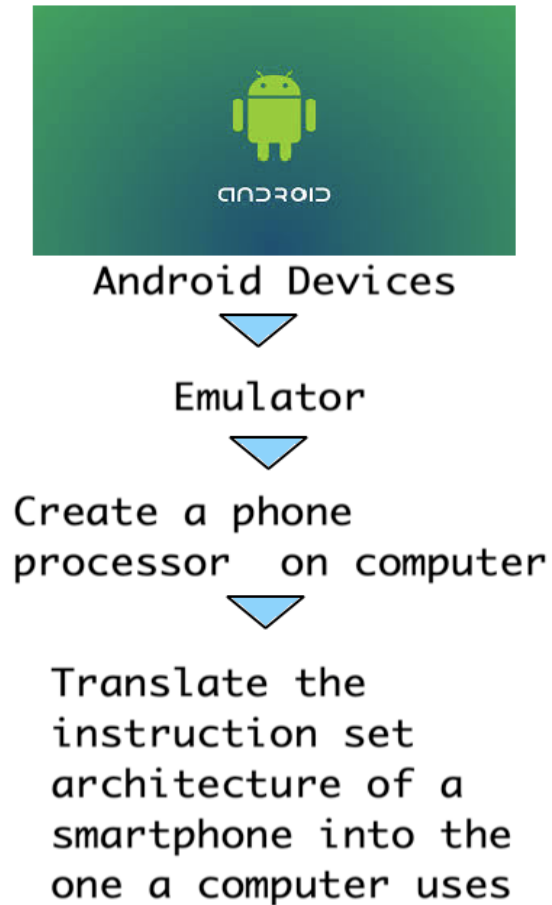 ANDROID
Android Devices
Emulator
Create a phone
processor on computer
Translate the
instruction set
architecture of a
smartphone into the
one a computer uses